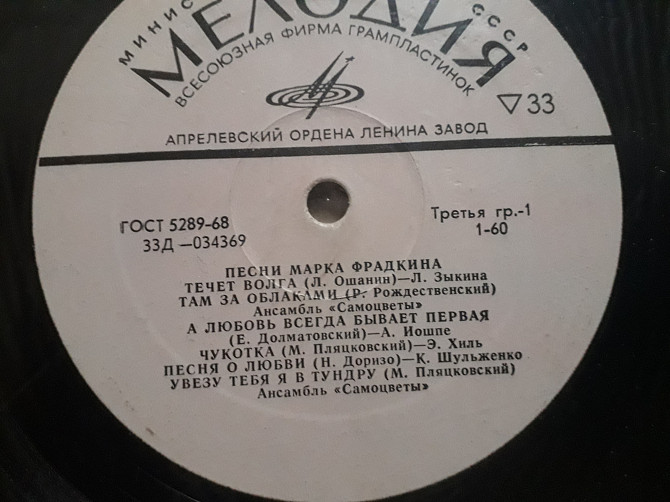 МИНИС
СССР
МЕЛОДИЯ
ВСЕСОЮЗНАЯ ФИРМА ГРАМПЛАСТИНОК
33
АПРЕЛЕВСКИЙ ОРДЕНА ЛЕНИНА ЗАВОД
ГОСТ 5289-68
33Д—034369
Третья гр.-1
1-60
ПЕСНИ МАРКА ФРАДКИНА
ТЕЧЕТ ВОЛГА (Л. Ошанин)—Л. Зыкина
ТАМ ЗА ОБЛАКАМИ (Р. Рождественский)
Ансамбль «Самоцветы»
А ЛЮБОВЬ ВСЕГДА БЫВАЕТ ПЕРВАЯ
(Е. Долматовский)—А. Иошпе
ЧУКОТКА (М. Пляцковский)—Э. Хиль
ПЕСНЯ О ЛЮБВИ (Н. Доризо)—К. Шульженко
УВЕЗУ ТЕБЯ Я В ТУНДРУ (М. Пляцковский)
Ансамбль «Самоцветы»